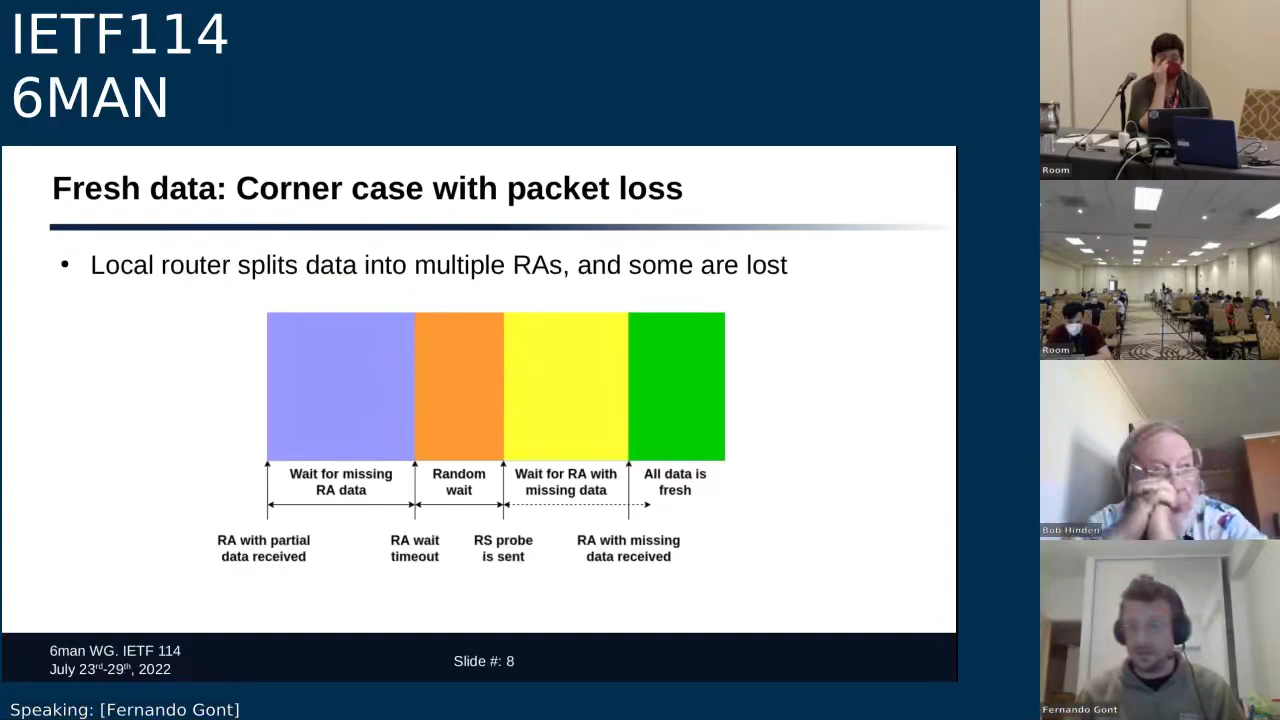 IETF114
6MAN
Fresh data: Corner case with packet loss
• Local router splits data into multiple RAs, and some are lost
Wait for missing
RA data
Random
wait
Wait for RA with
missing data
All data is
fresh
RA with partial
data received
RA wait
timeout
RS probe
is sent
RA with missing
data received
6man WG. IETF 114
July 23rd-29th, 2022
Slide #: 8
Speaking: [Fernando Gont]
Room
Room
Bob Hinden
Fernando Gont